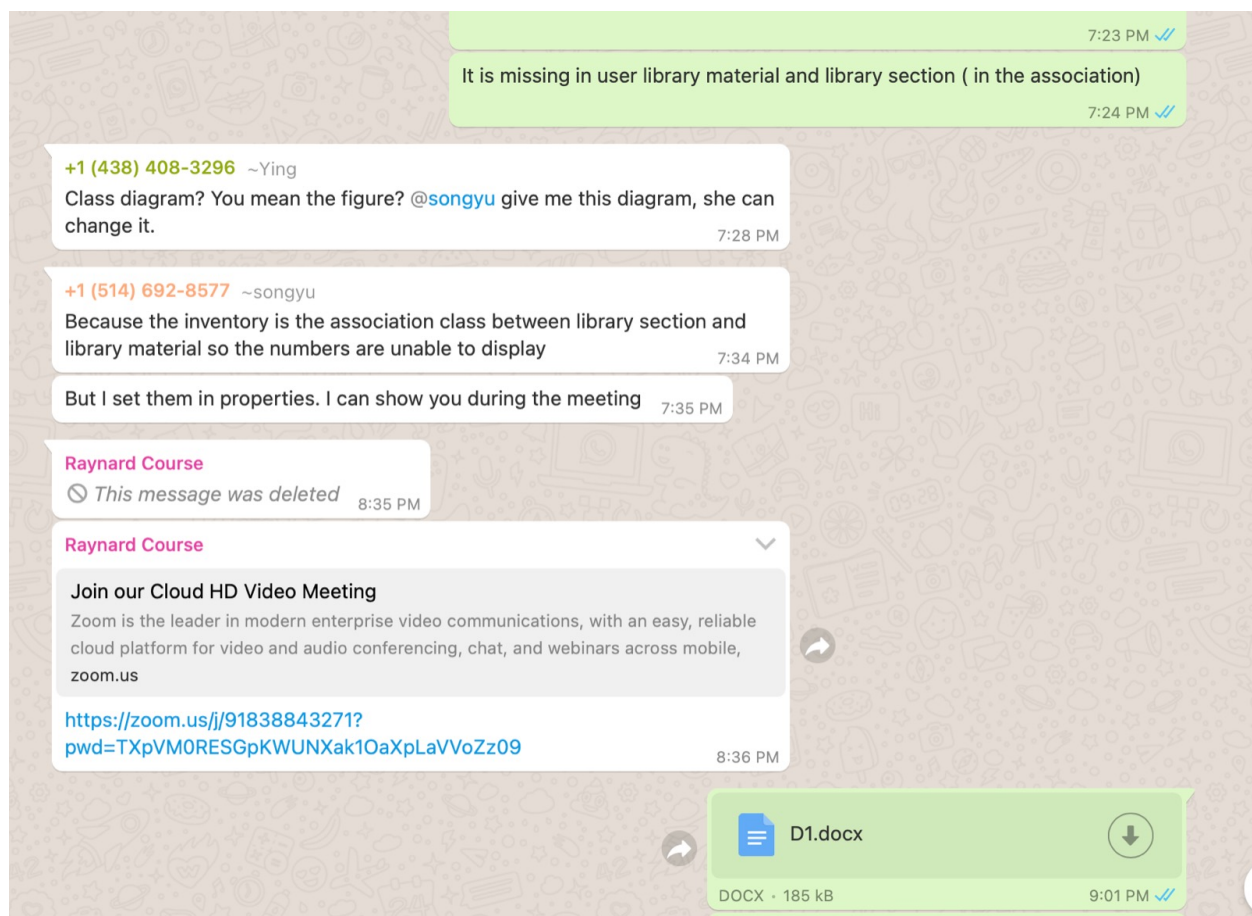 7:23 PM
It is missing in user library material and library section ( in the association)
7:24 PM
+1 (438) 408-3296 ~Ying
Class diagram? You mean the figure? @songyu give me this diagram, she can
change it.
7:28 PM
+1 (514) 692-8577 ~songyu
Because the inventory is the association class between library section and
library material so the numbers are unable to display
7:34 PM
But I set them in properties. I can show you during the meeting
7:35 PM
Raynard Course
This message was deleted
8:35 PM
Raynard Course
Join our Cloud HD Video Meeting
Zoom is the leader in modern enterprise video communications, with an easy, reliable
cloud platform for video and audio conferencing, chat, and webinars across mobile,
zoom.us
https://zoom.us/j/91838843271?
pwd=TXpVM0RESGpKWUNXak1OaXpLaVVoZz09
8:36 PM
D1.docx
DOCX • 185 kB
9:01 PM